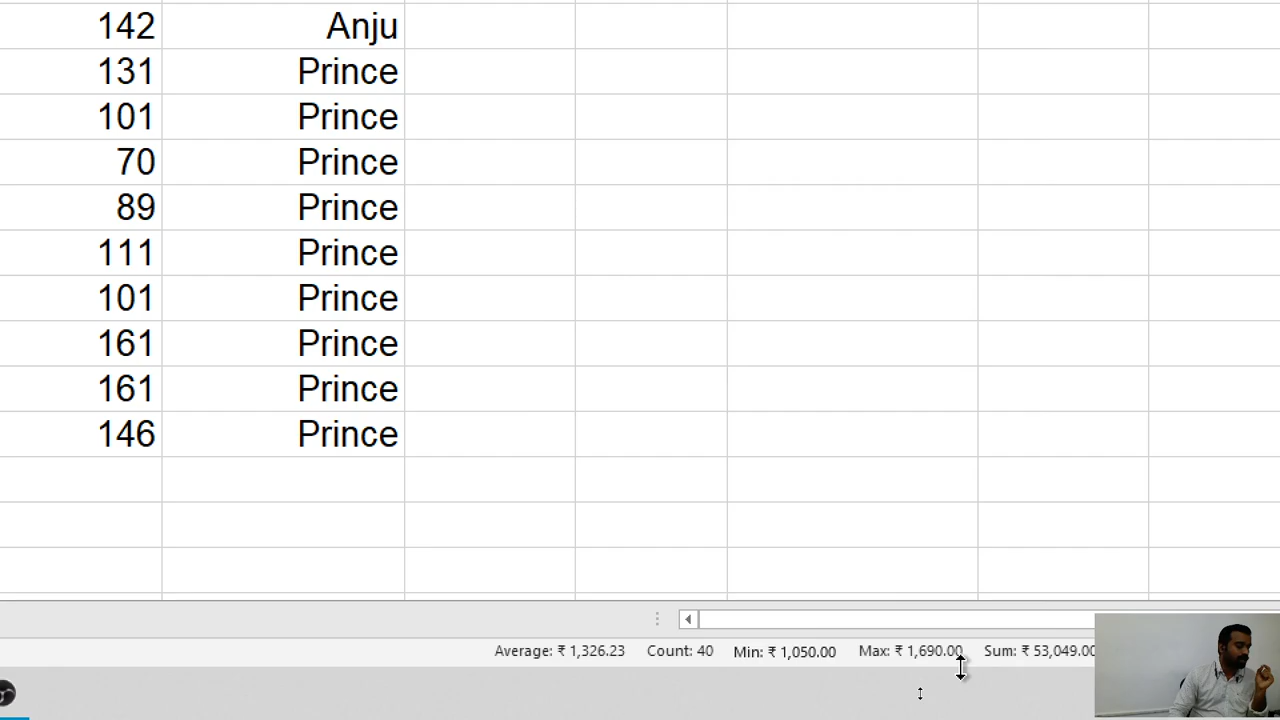 142 Anju
131 Prince
101 Prince
70 Prince
89 Prince
111 Prince
101 Prince
161 Prince
161 Prince
146 Prince
Average: ₹ 1,326.23 Count: 40 Min: ₹ 1,050.00 Max: ₹ 1,690.00 Sum: ₹ 53,049.00